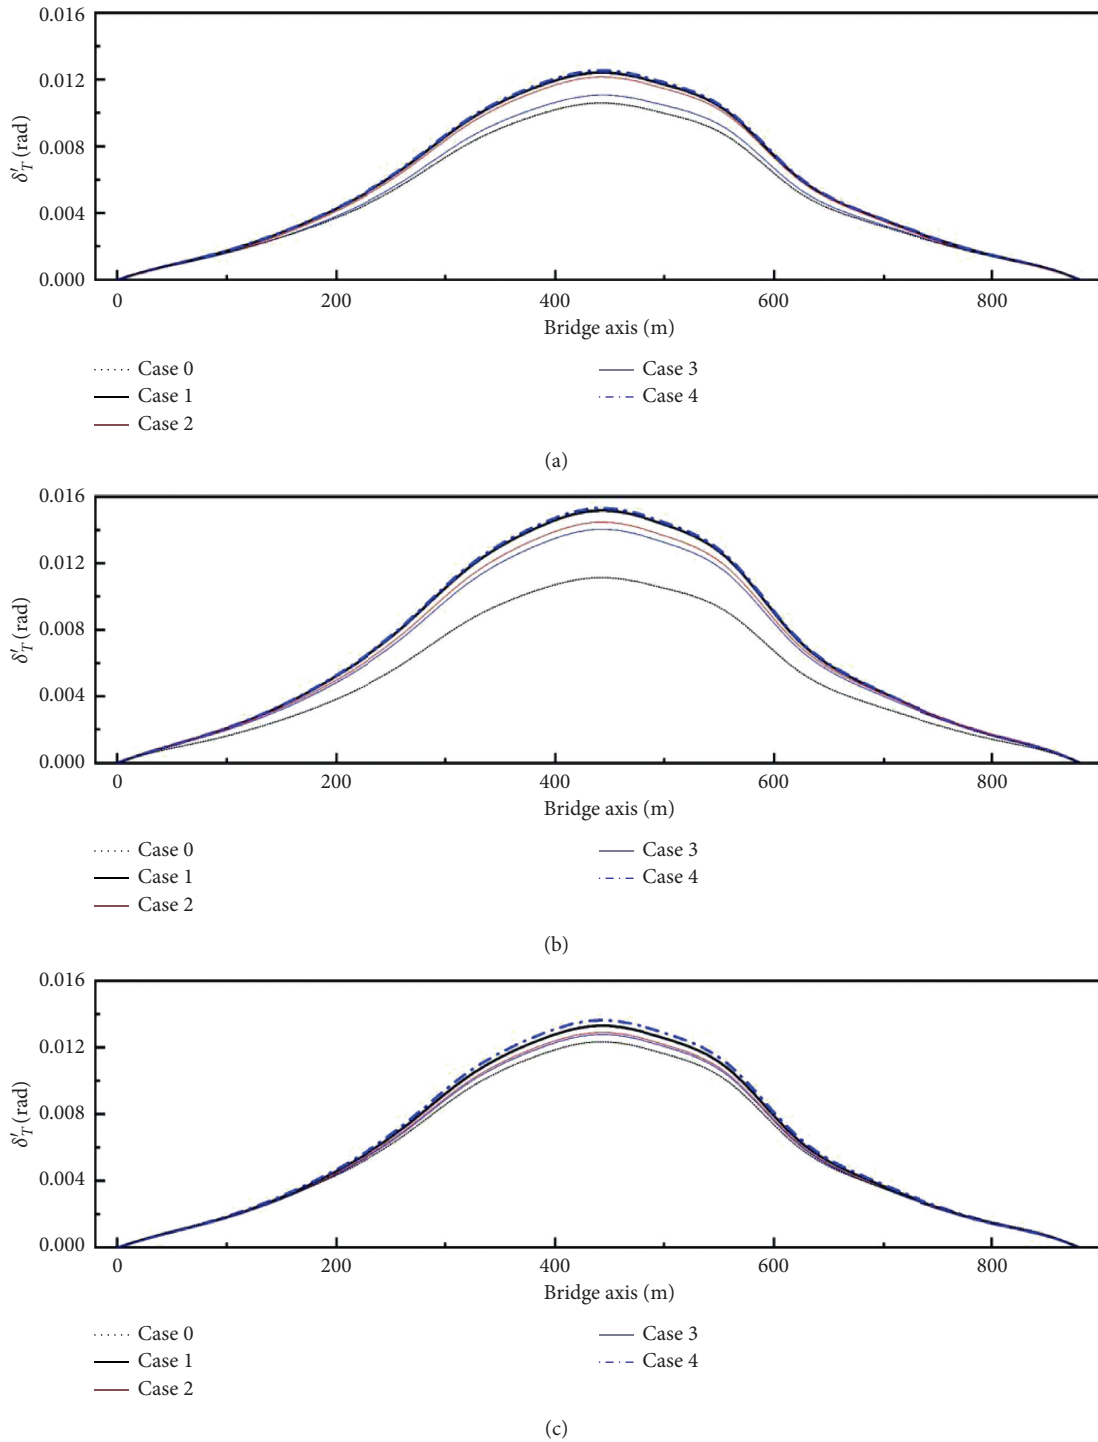 0.016
0.012
0.008
0.004
0.000
δ′T (rad)
0 200 400 600 800
Bridge axis (m)
Case 0 Case 3
Case 1 Case 4
Case 2
(a)
0.016
0.012
0.008
0.004
0.000
δ′T (rad)
0 200 400 600 800
Bridge axis (m)
Case 0 Case 3
Case 1 Case 4
Case 2
(b)
0.016
0.012
0.008
0.004
0.000
δ′T (rad)
0 200 400 600 800
Bridge axis (m)
Case 0 Case 3
Case 1 Case 4
Case 2
(c)